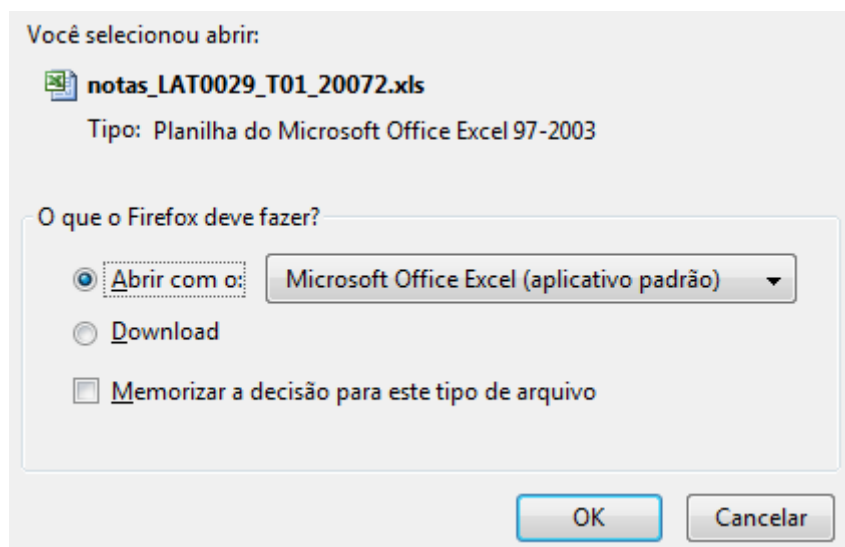 Você selecionou abrir:
notas_LAT0029_T01_20072.xls
Tipo: Planilha do Microsoft Office Excel 97-2003
O que o Firefox deve fazer?
Abrir com o: Microsoft Office Excel (aplicativo padrão)
Download
Memorizar a decisão para este tipo de arquivo
OK Cancelar